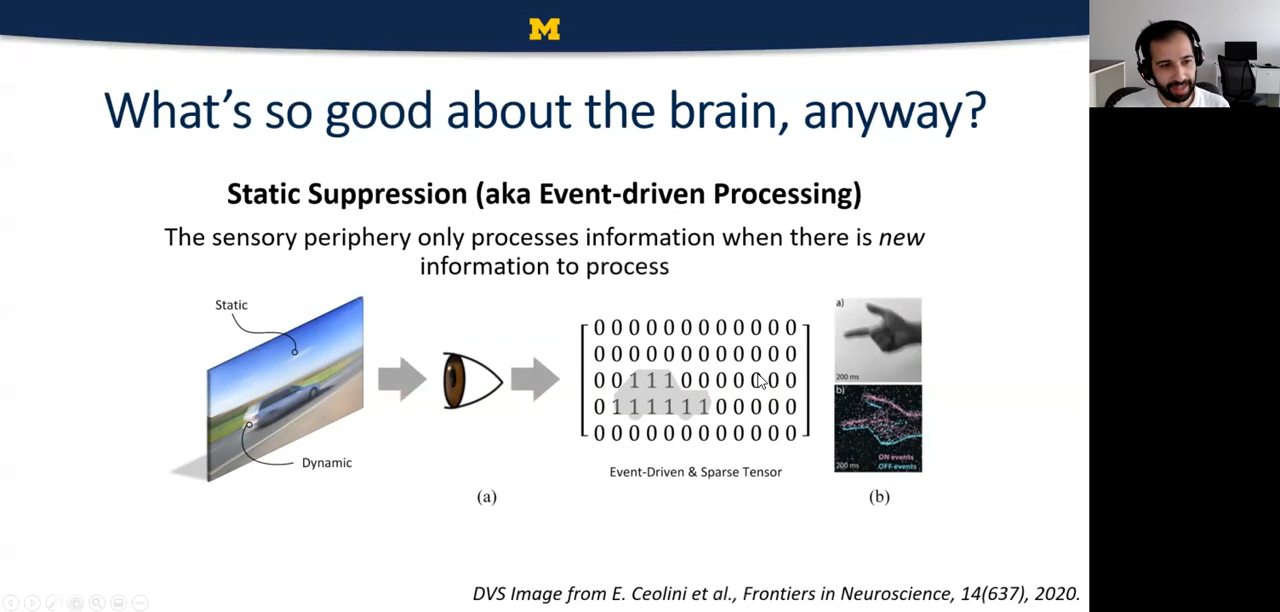 M
What's so good about the brain, anyway?
Static Suppression (aka Event-driven Processing)
The sensory periphery only processes information when there is new
information to process
Static
Dynamic
(a)
0 0 0 0 0 0 0 0 0 0 0 0
0 0 0 0 0 0 0 0 0 0 0 0
0 0 1 1 1 0 0 0 0 0 0 0
0 1 1 1 1 1 1 0 0 0 0 0
0 0 0 0 0 0 0 0 0 0 0 0
Event-Driven & Sparse Tensor
a)
200 ms
b)
ON events
OFF events
200 ms
(b)
DVS Image from E. Ceolini et al., Frontiers in Neuroscience, 14(637), 2020.